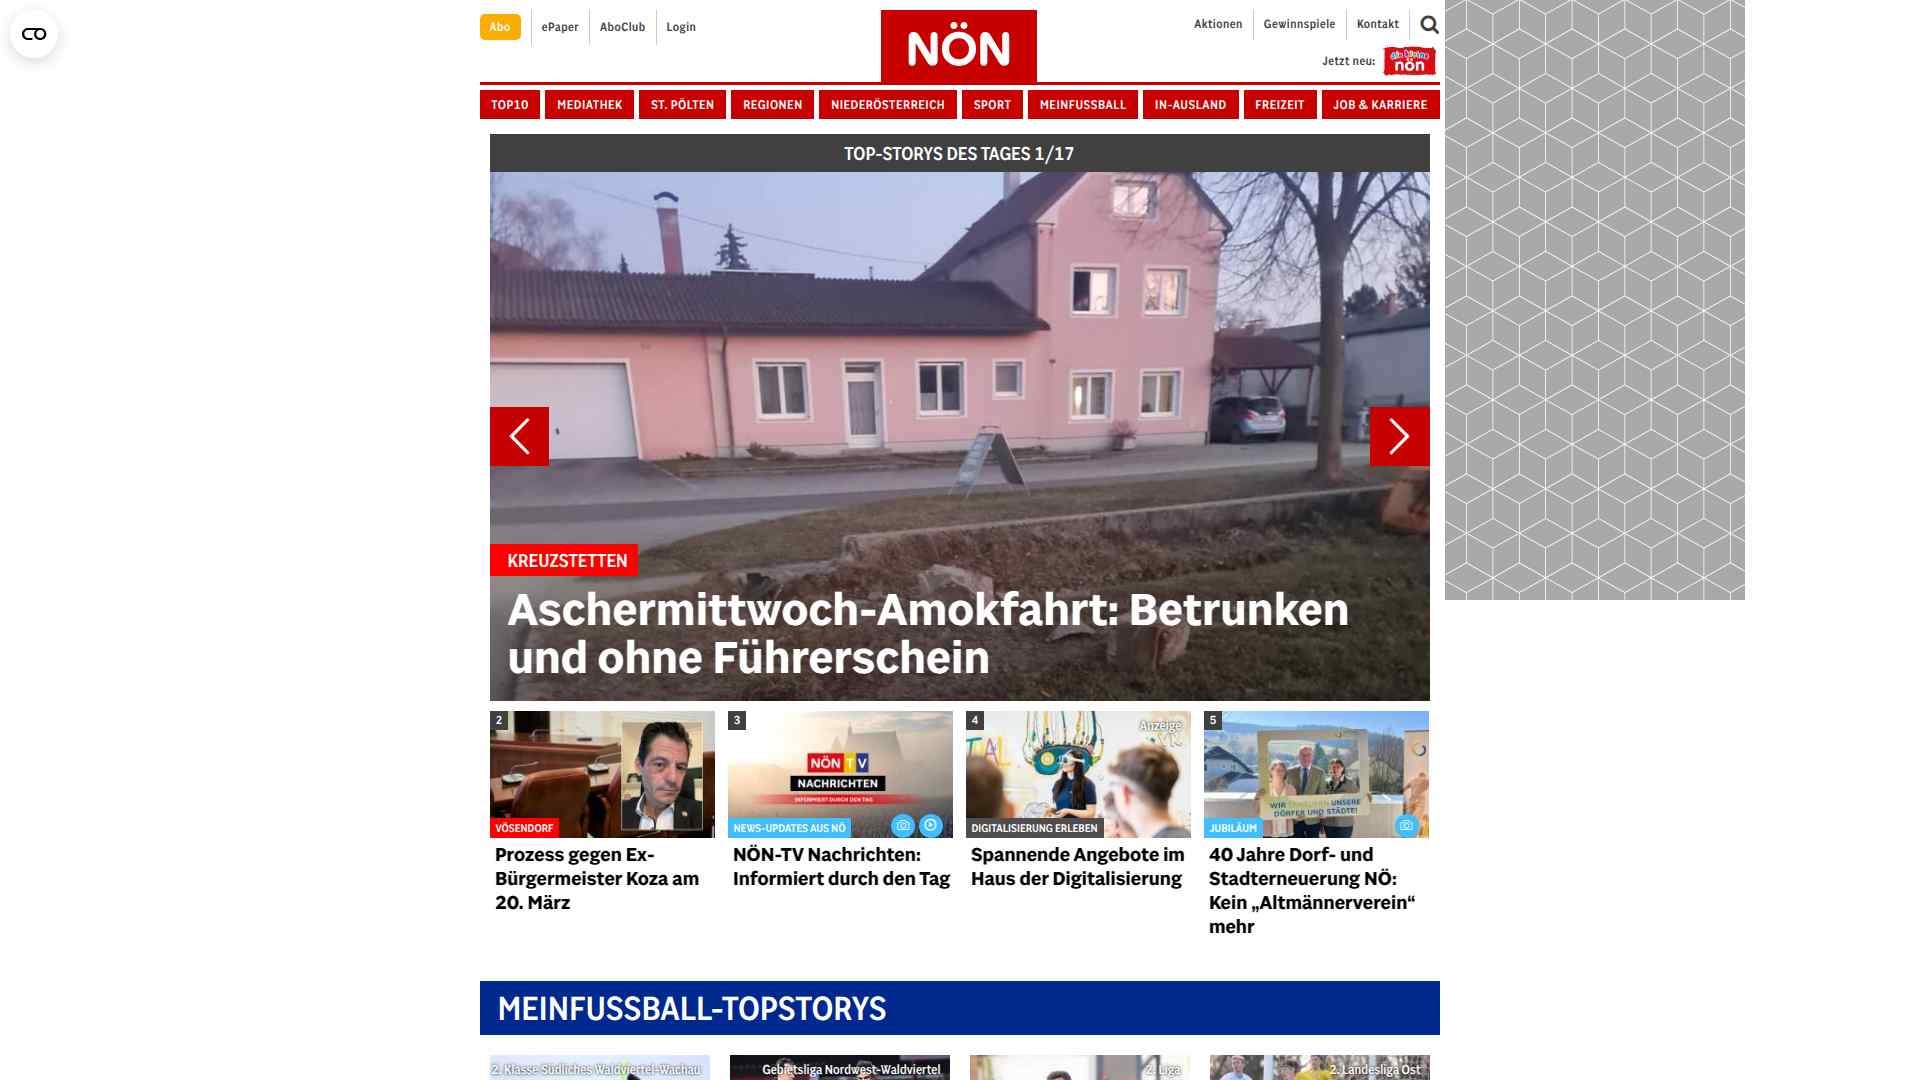 Abo
ePaper
AboClub
Login
NÖN
Aktionen
Gewinnspiele
Kontakt
Jetzt neu:
die kleine
nön
TOP10
MEDIATHEK
ST. PÖLTEN
REGIONEN
NIEDERÖSTERREICH
SPORT
MEINFUSSBALL
IN-AUSLAND
FREIZEIT
JOB & KARRIERE
TOP-STORYS DES TAGES 1/17
KREUZSTETTEN
Aschermittwoch-Amokfahrt: Betrunken
und ohne Führerschein
2
VÖSENDORF
Prozess gegen Ex-
Bürgermeister Koza am
20. März
3
NÖN TV
NACHRICHTEN
INFORMIERT DURCH DEN TAG
NEWS-UPDATES AUS NÖ
NÖN-TV Nachrichten:
Informiert durch den Tag
4
Anzeige
DIGITALISIERUNG ERLEBEN
Spannende Angebote im
Haus der Digitalisierung
5
WIR ERNEUERN UNSERE
DÖRFER UND STÄDTE!
JUBILÄUM
40 Jahre Dorf- und
Stadterneuerung NÖ:
Kein „Altmännerverein“
mehr
MEINFUSSBALL-TOPSTORYS
2. Klasse Südliches Waldviertel-Wachau
Gebietsliga Nordwest-Waldviertel
2. Liga
2. Landesliga Ost